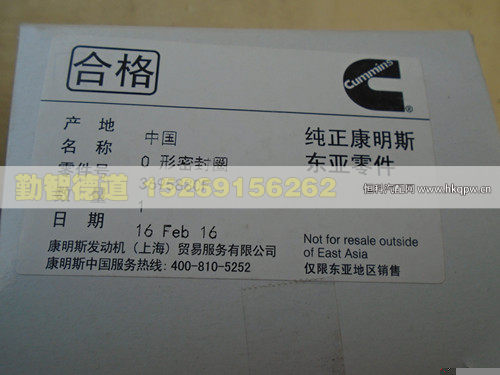 合格
Cummins
®
产地 中国
名称 O 形密封圈
零件号
1
日期 16 Feb 16
康明斯发动机（上海）贸易服务有限公司
康明斯中国服务热线: 400-810-5252
纯正康明斯
东亚零件
Not for resale outside
of East Asia
仅限东亚地区销售
勤智德道 15269156262
恒科汽配网 www.hkqpw.cn